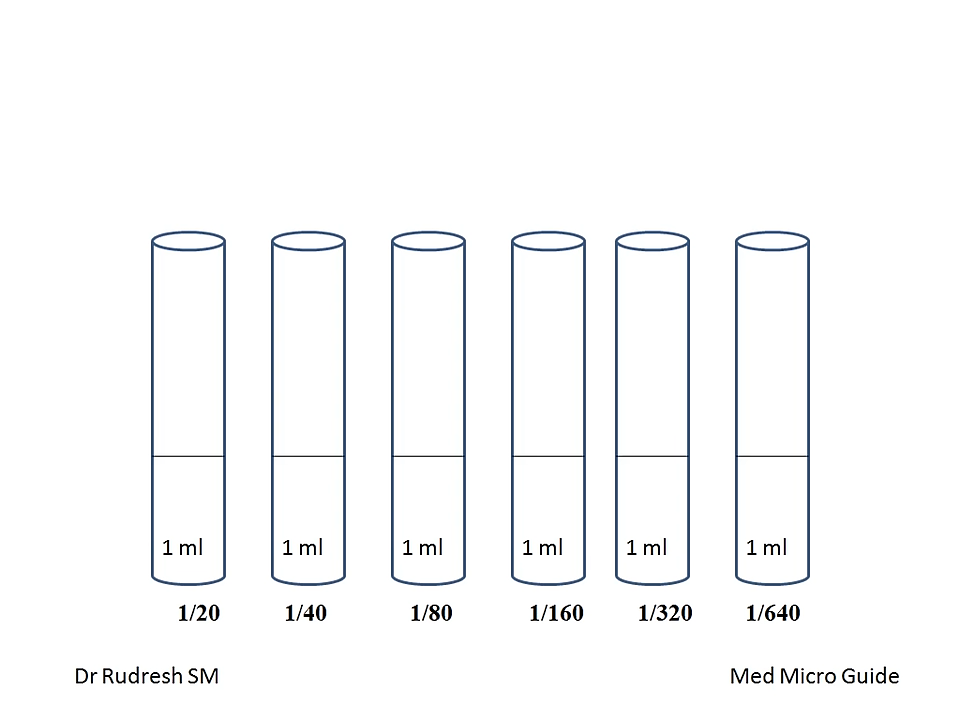 1 ml 1 ml 1 ml 1 ml 1 ml 1 ml
1/20 1/40 1/80 1/160 1/320 1/640
Dr Rudresh SM Med Micro Guide